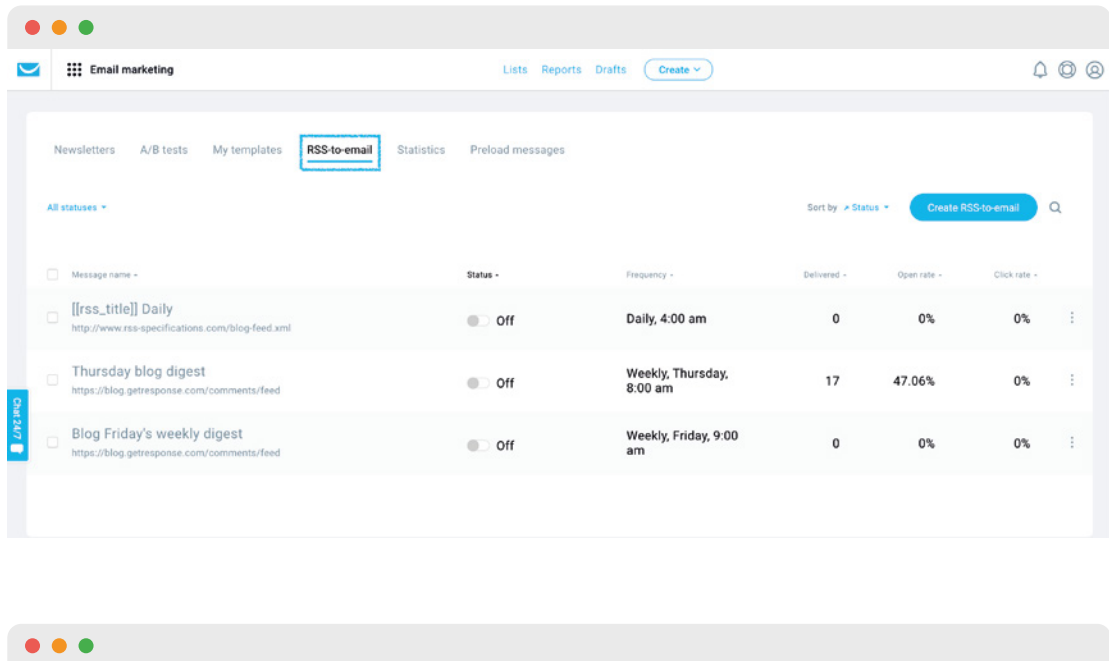 Email marketing
Lists Reports Drafts Create
Newsletters A/B tests My templates RSS-to-email Statistics Preload messages
All statuses Sort by Status Create RSS-to-email
Message name Status Frequency Delivered Open rate Click rate
[[rss_title]] Daily
http://www.rss-specifications.com/blog-feed.xml
Off Daily, 4:00 am 0 0% 0%
Thursday blog digest
https://blog.getresponse.com/comments/feed
Off Weekly, Thursday,
8:00 am 17 47.06% 0%
Blog Friday's weekly digest
https://blog.getresponse.com/comments/feed
Off Weekly, Friday, 9:00
am 0 0% 0%
Chat 24/7